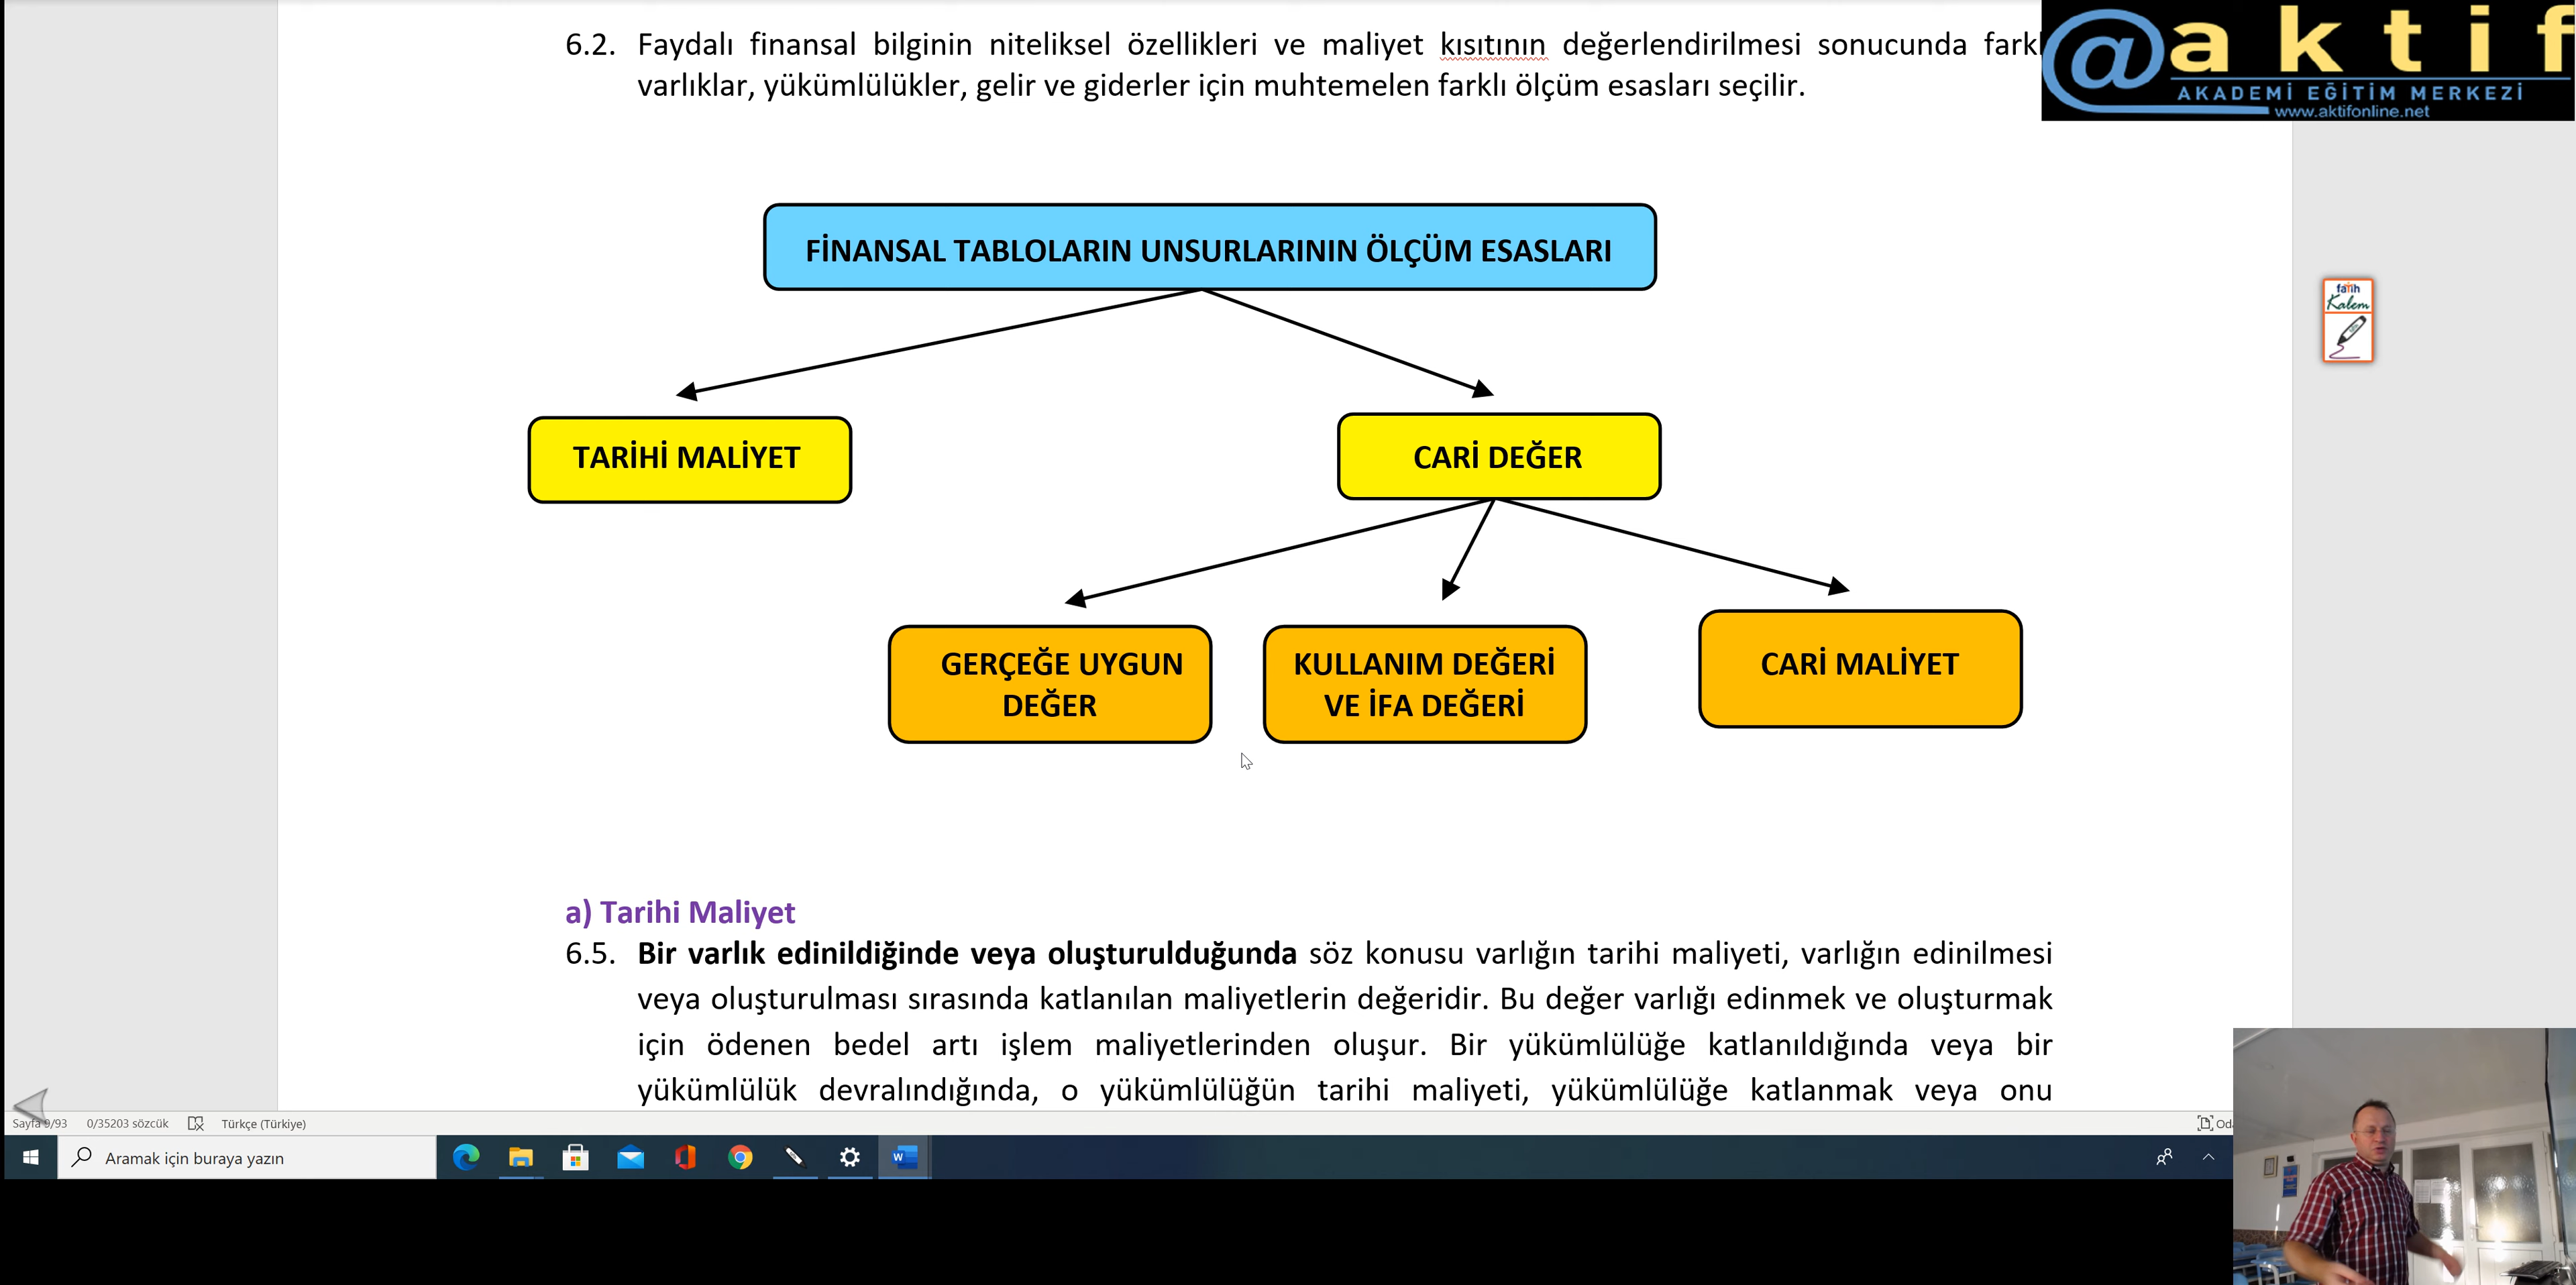 6.2. Faydalı finansal bilginin niteliksel özellikleri ve maliyet kısıtının değerlendirilmesi sonucunda farkl
varlıklar, yükümlülükler, gelir ve giderler için muhtemelen farklı ölçüm esasları seçilir.
@aktif
AKADEMİ EĞİTİM MERKEZİ
www.aktifonline.net
FİNANSAL TABLOLARIN UNSURLARININ ÖLÇÜM ESASLARI
fatih
Kalem
TARİHİ MALİYET
CARİ DEĞER
GERÇEĞE UYGUN
DEĞER
KULLANIM DEĞERİ
VE İFA DEĞERİ
CARİ MALİYET
a) Tarihi Maliyet
6.5. Bir varlık edinildiğinde veya oluşturulduğunda söz konusu varlığın tarihi maliyeti, varlığın edinilmesi
veya oluşturulması sırasında katlanılan maliyetlerin değeridir. Bu değer varlığı edinmek ve oluşturmak
için ödenen bedel artı işlem maliyetlerinden oluşur. Bir yükümlülüğe katlanıldığında veya bir
yükümlülük devralındığında, o yükümlülüğün tarihi maliyeti, yükümlülüğe katlanmak veya onu
Sayfa 9/93 0/35203 sözcük Türkçe (Türkiye) Od
Aramak için buraya yazın